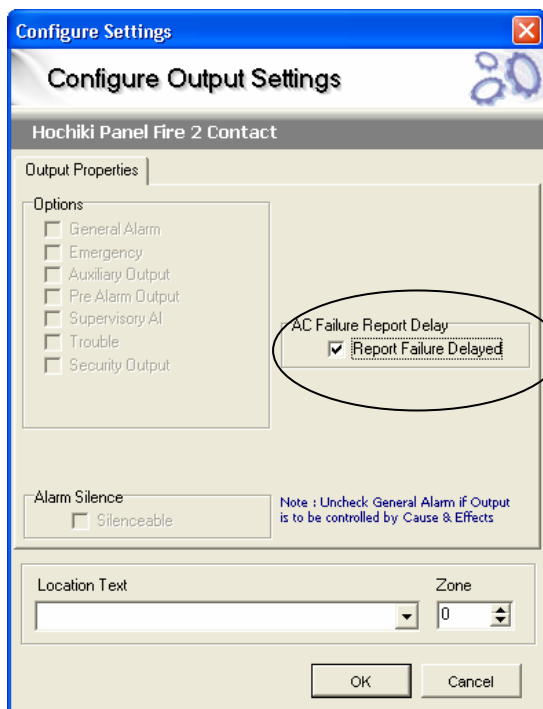 Configure Settings
Configure Output Settings
Hochiki Panel Fire 2 Contact
Output Properties
Options
General Alarm
Emergency
Auxiliary Output
Pre Alarm Output
Supervisory Al
Trouble
Security Output
AC Failure Report Delay
Report Failure Delayed
Alarm Silence
Silenceable
Note : Uncheck General Alarm if Output
is to be controlled by Cause & Effects
Location Text
Zone
0
OK
Cancel